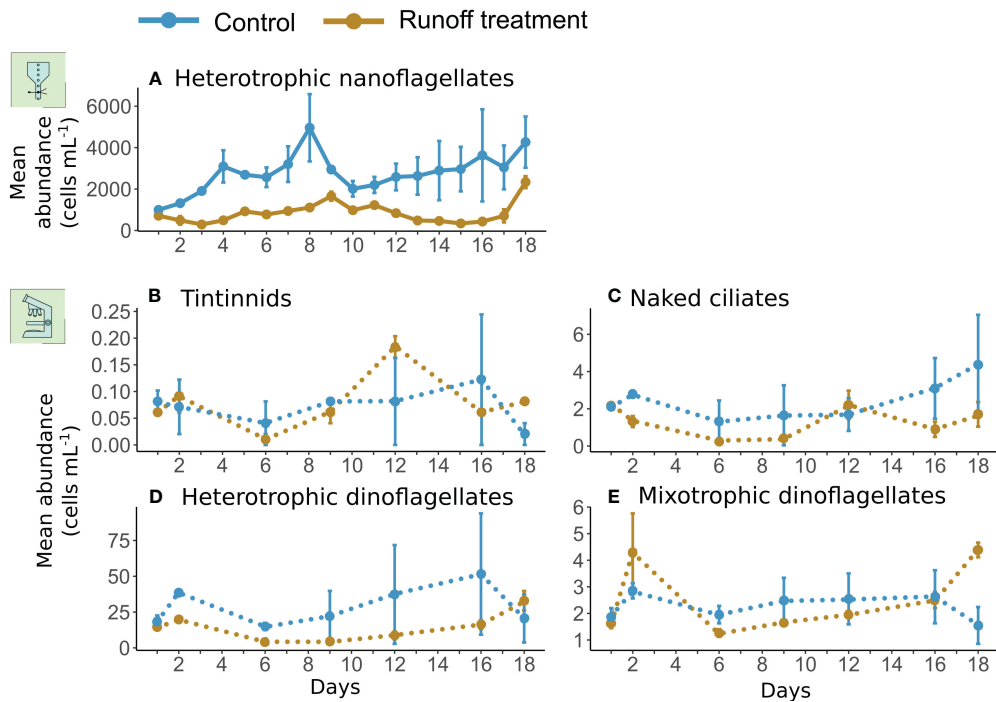 Control Runoff treatment
A Heterotrophic nanoflagellates
Mean
abundance
(cells mL⁻¹)
6000
4000
2000
0
2 4 6 8 10 12 14 16 18
B Tintinnids
0.25
0.20
0.15
0.10
0.05
0.00
2 4 6 8 10 12 14 16 18
C Naked ciliates
6
4
2
0
2 4 6 8 10 12 14 16 18
Mean abundance
(cells mL⁻¹)
D Heterotrophic dinoflagellates
75
50
25
0
2 4 6 8 10 12 14 16 18
Days
E Mixotrophic dinoflagellates
6
5
4
3
2
1
2 4 6 8 10 12 14 16 18
Days